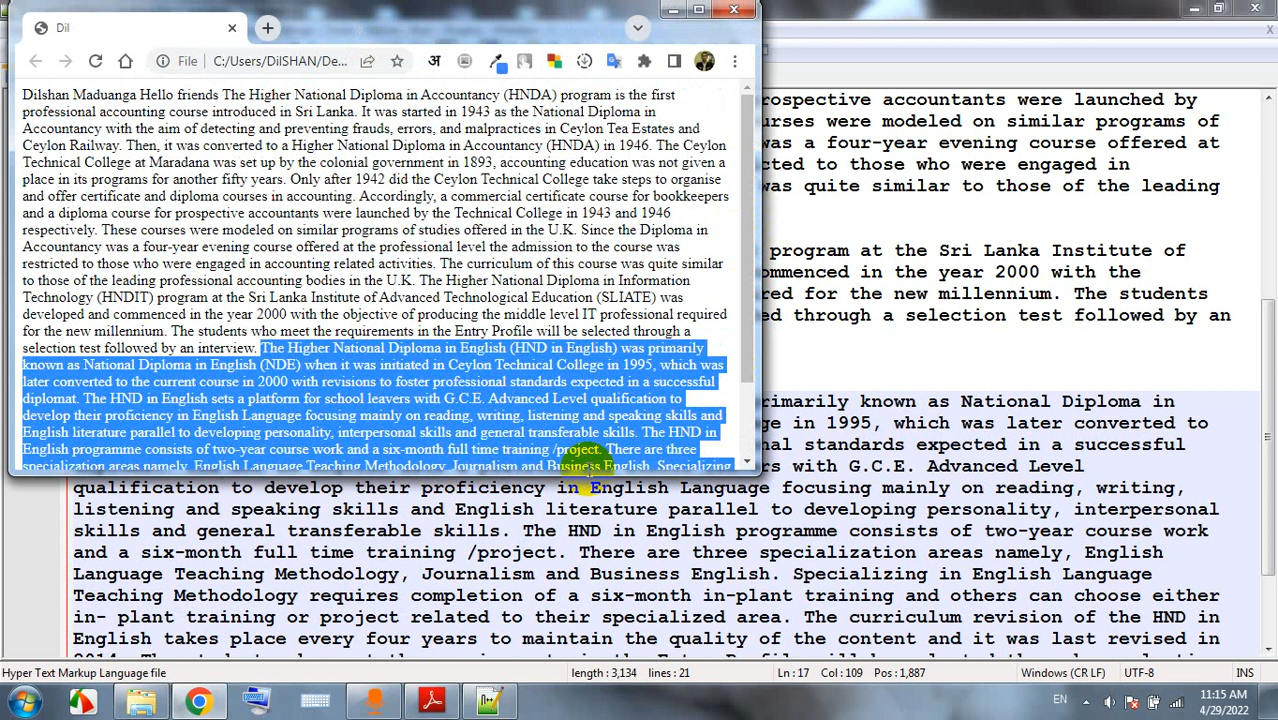 Dil
File
C:/Users/DilSHAN/De...
अ
Dilshan Maduanga Hello friends The Higher National Diploma in Accountancy (HNDA) program is the first
professional accounting course introduced in Sri Lanka. It was started in 1943 as the National Diploma in
Accountancy with the aim of detecting and preventing frauds, errors, and malpractices in Ceylon Tea Estates and
Ceylon Railway. Then, it was converted to a Higher National Diploma in Accountancy (HNDA) in 1946. The Ceylon
Technical College at Maradana was set up by the colonial government in 1893, accounting education was not given a
place in its programs for another fifty years. Only after 1942 did the Ceylon Technical College take steps to organise
and offer certificate and diploma courses in accounting. Accordingly, a commercial certificate course for bookkeepers
and a diploma course for prospective accountants were launched by the Technical College in 1943 and 1946
respectively. These courses were modeled on similar programs of studies offered in the U.K. Since the Diploma in
Accountancy was a four-year evening course offered at the professional level the admission to the course was
restricted to those who were engaged in accounting related activities. The curriculum of this course was quite similar
to those of the leading professional accounting bodies in the U.K. The Higher National Diploma in Information
Technology (HNDIT) program at the Sri Lanka Institute of Advanced Technological Education (SLIATE) was
developed and commenced in the year 2000 with the objective of producing the middle level IT professional required
for the new millennium. The students who meet the requirements in the Entry Profile will be selected through a
selection test followed by an interview. The Higher National Diploma in English (HND in English) was primarily
known as National Diploma in English (NDE) when it was initiated in Ceylon Technical College in 1995, which was
later converted to the current course in 2000 with revisions to foster professional standards expected in a successful
diplomat. The HND in English sets a platform for school leavers with G.C.E. Advanced Level qualification to
develop their proficiency in English Language focusing mainly on reading, writing, listening and speaking skills and
English literature parallel to developing personality, interpersonal skills and general transferable skills. The HND in
English programme consists of two-year course work and a six-month full time training /project. There are three
specialization areas namely, English Language Teaching Methodology, Journalism and Business English. Specializing
rospective accountants were launched by
urses were modeled on similar programs of
was a four-year evening course offered at
cted to those who were engaged in
was quite similar to those of the leading
program at the Sri Lanka Institute of
ommenced in the year 2000 with the
red for the new millennium. The students
ed through a selection test followed by an
rimarily known as National Diploma in
ge in 1995, which was later converted to
nal standards expected in a successful
rs with G.C.E. Advanced Level
qualification to develop their proficiency in English Language focusing mainly on reading, writing,
listening and speaking skills and English literature parallel to developing personality, interpersonal
skills and general transferable skills. The HND in English programme consists of two-year course work
and a six-month full time training /project. There are three specialization areas namely, English
Language Teaching Methodology, Journalism and Business English. Specializing in English Language
Teaching Methodology requires completion of a six-month in-plant training and others can choose either
in- plant training or project related to their specialized area. The curriculum revision of the HND in
English takes place every four years to maintain the quality of the content and it was last revised in
Hyper Text Markup Language file
length : 3,134 lines : 21
Ln : 17 Col : 109 Pos : 1,887
Windows (CR LF)
UTF-8
INS
EN
11:15 AM
4/29/2022